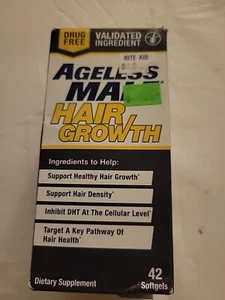 DRUG
FREE
VALIDATED
INGREDIENT
RITE AID
AGELESS
HAIR
GROWTH
Ingredients to Help:
Support Healthy Hair Growth*
Support Hair Density*
Inhibit DHT At The Cellular Level*
Target A Key Pathway Of
Hair Health*
Dietary Supplement
42
Softgels